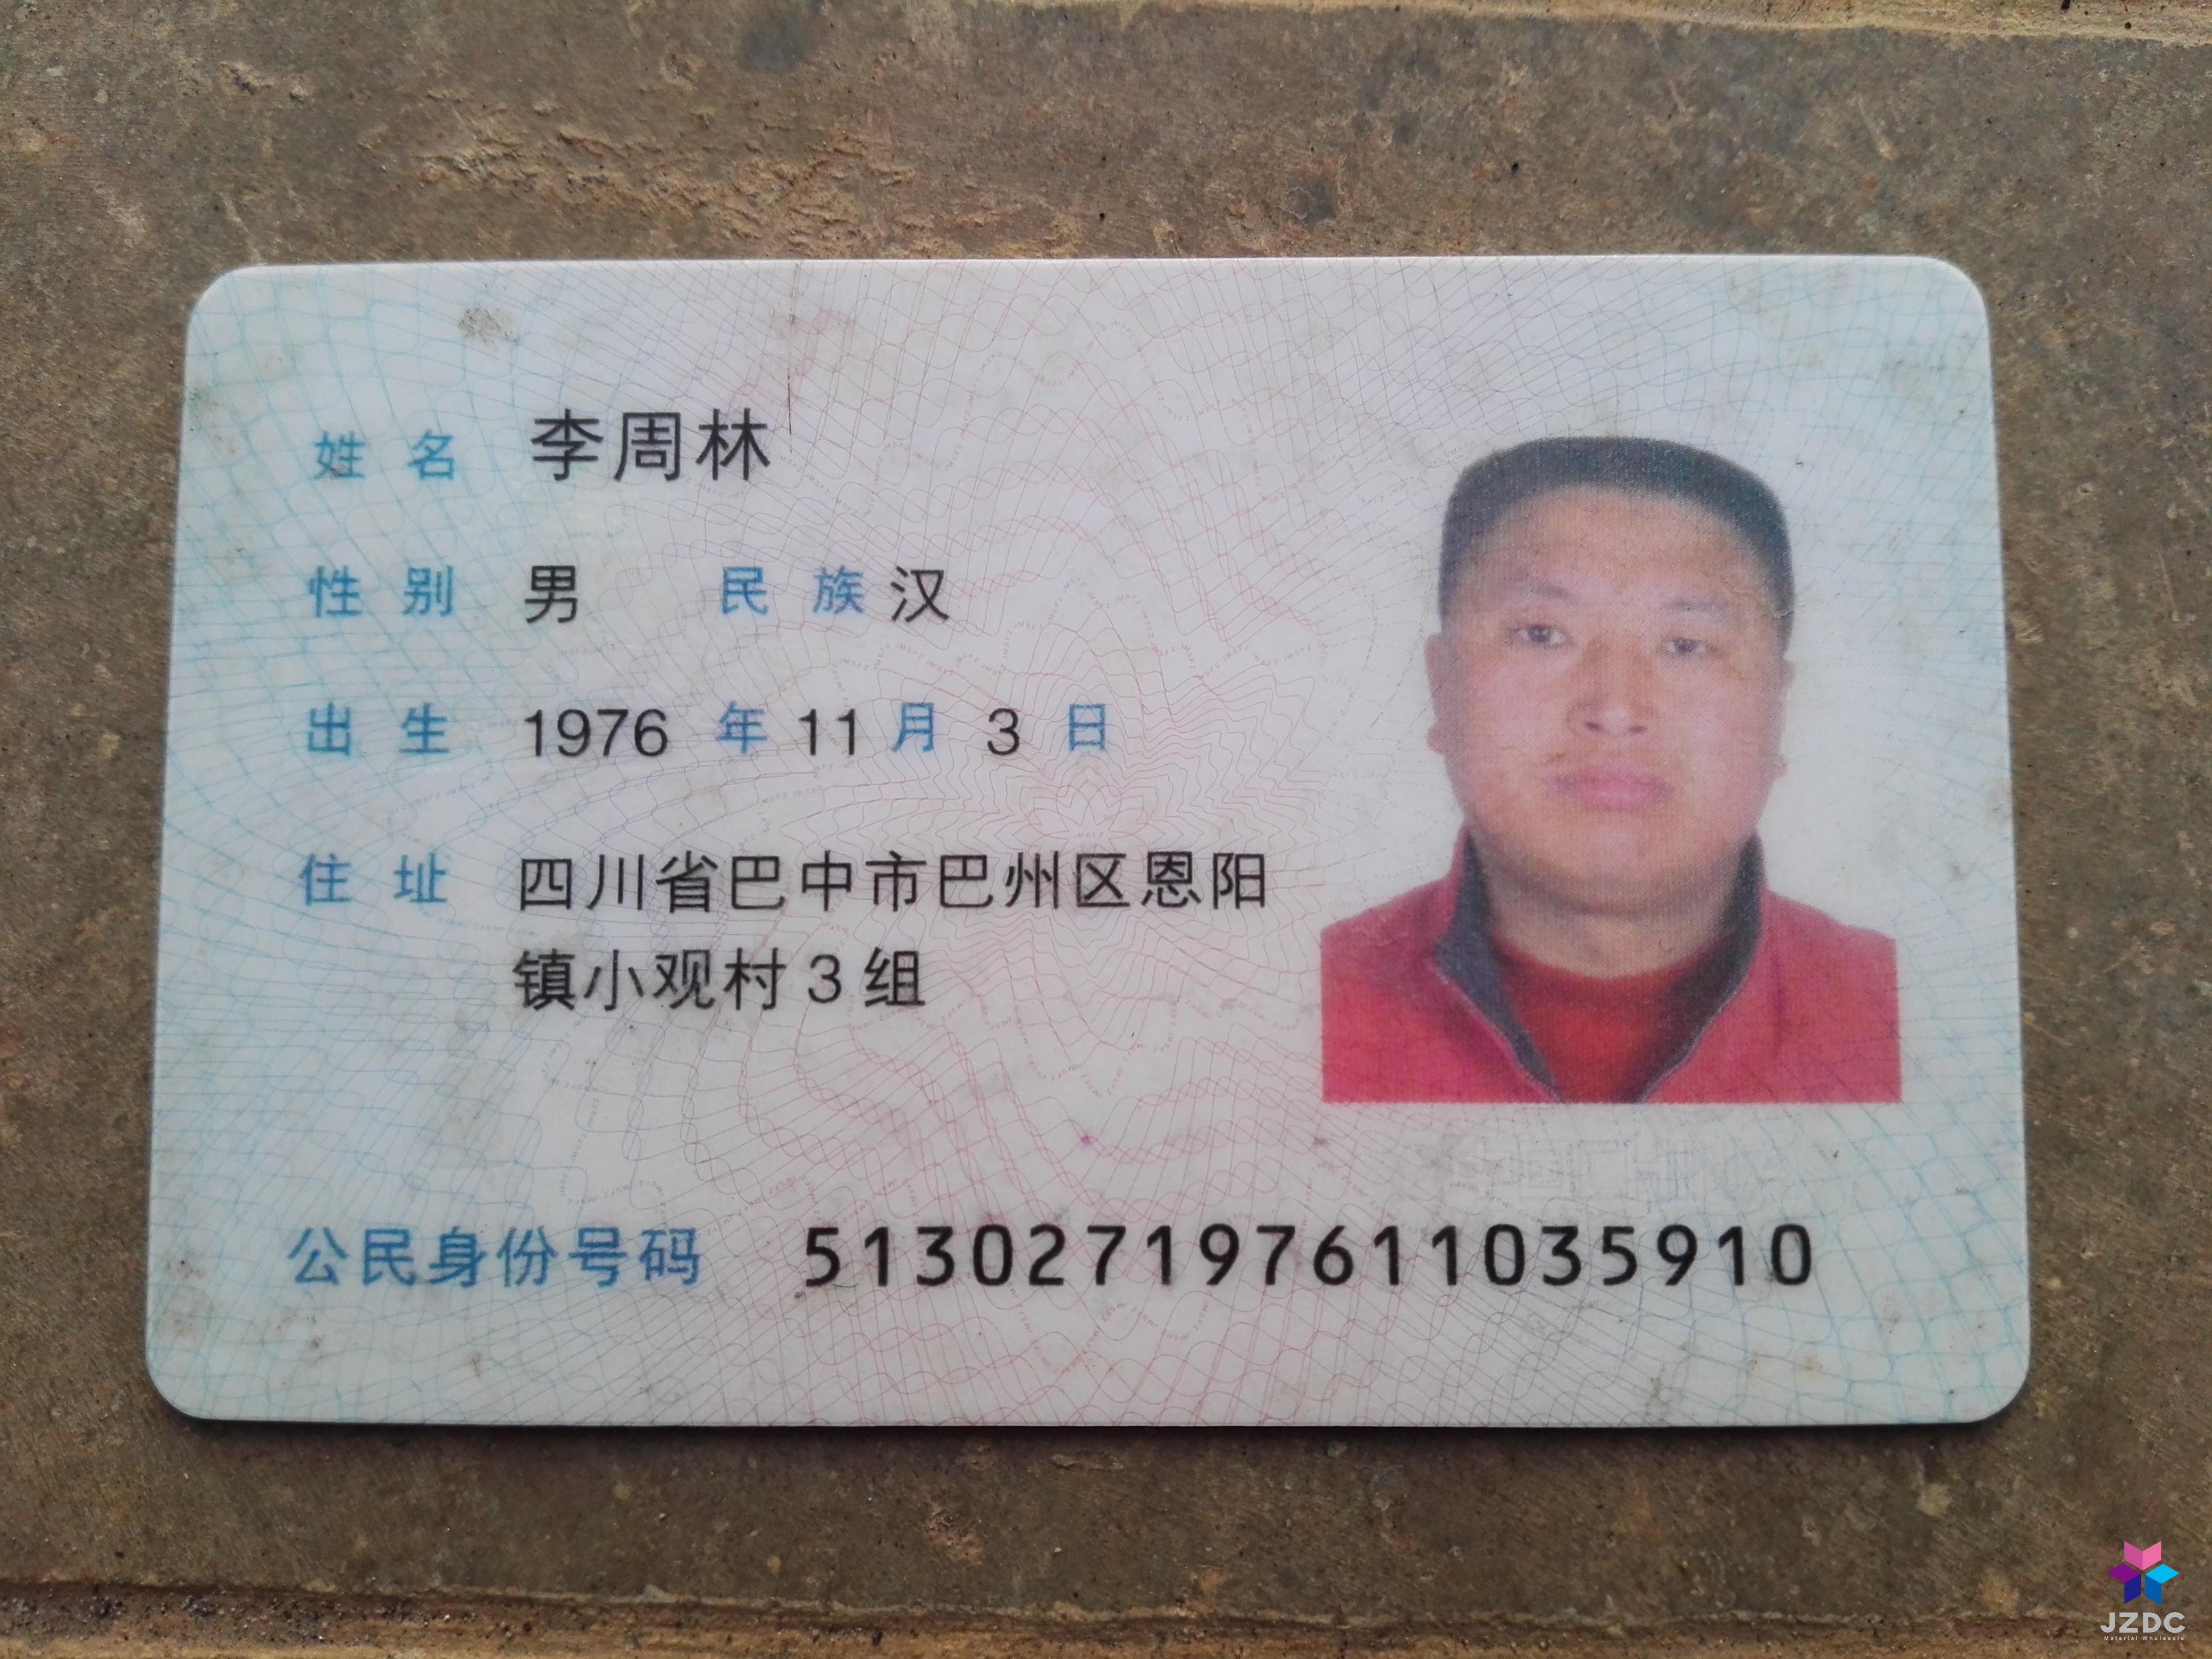 姓名 李周林
性别 男 民族 汉
出生 1976 年 11 月 3 日
住址 四川省巴中市巴州区恩阳
镇小观村3组
公民身份号码 513027197611035910
JZDC
Material Wholesale